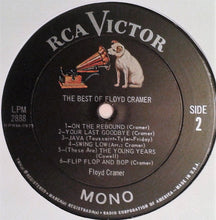 RCA VICTOR
THE BEST OF FLOYD CRAMER
LPM
2888
SIDE
2
1-ON THE REBOUND (Cramer)
2-YOUR LAST GOODBYE (Cramer)
3-JAVA (Toussaint-Tyler-Friday)
4-SWING LOW (Arr.: Cramer)
5-(These Are) THE YOUNG YEARS
(Cowell)
6-FLIP FLOP AND BOP (Cramer)
Floyd Cramer
MONO